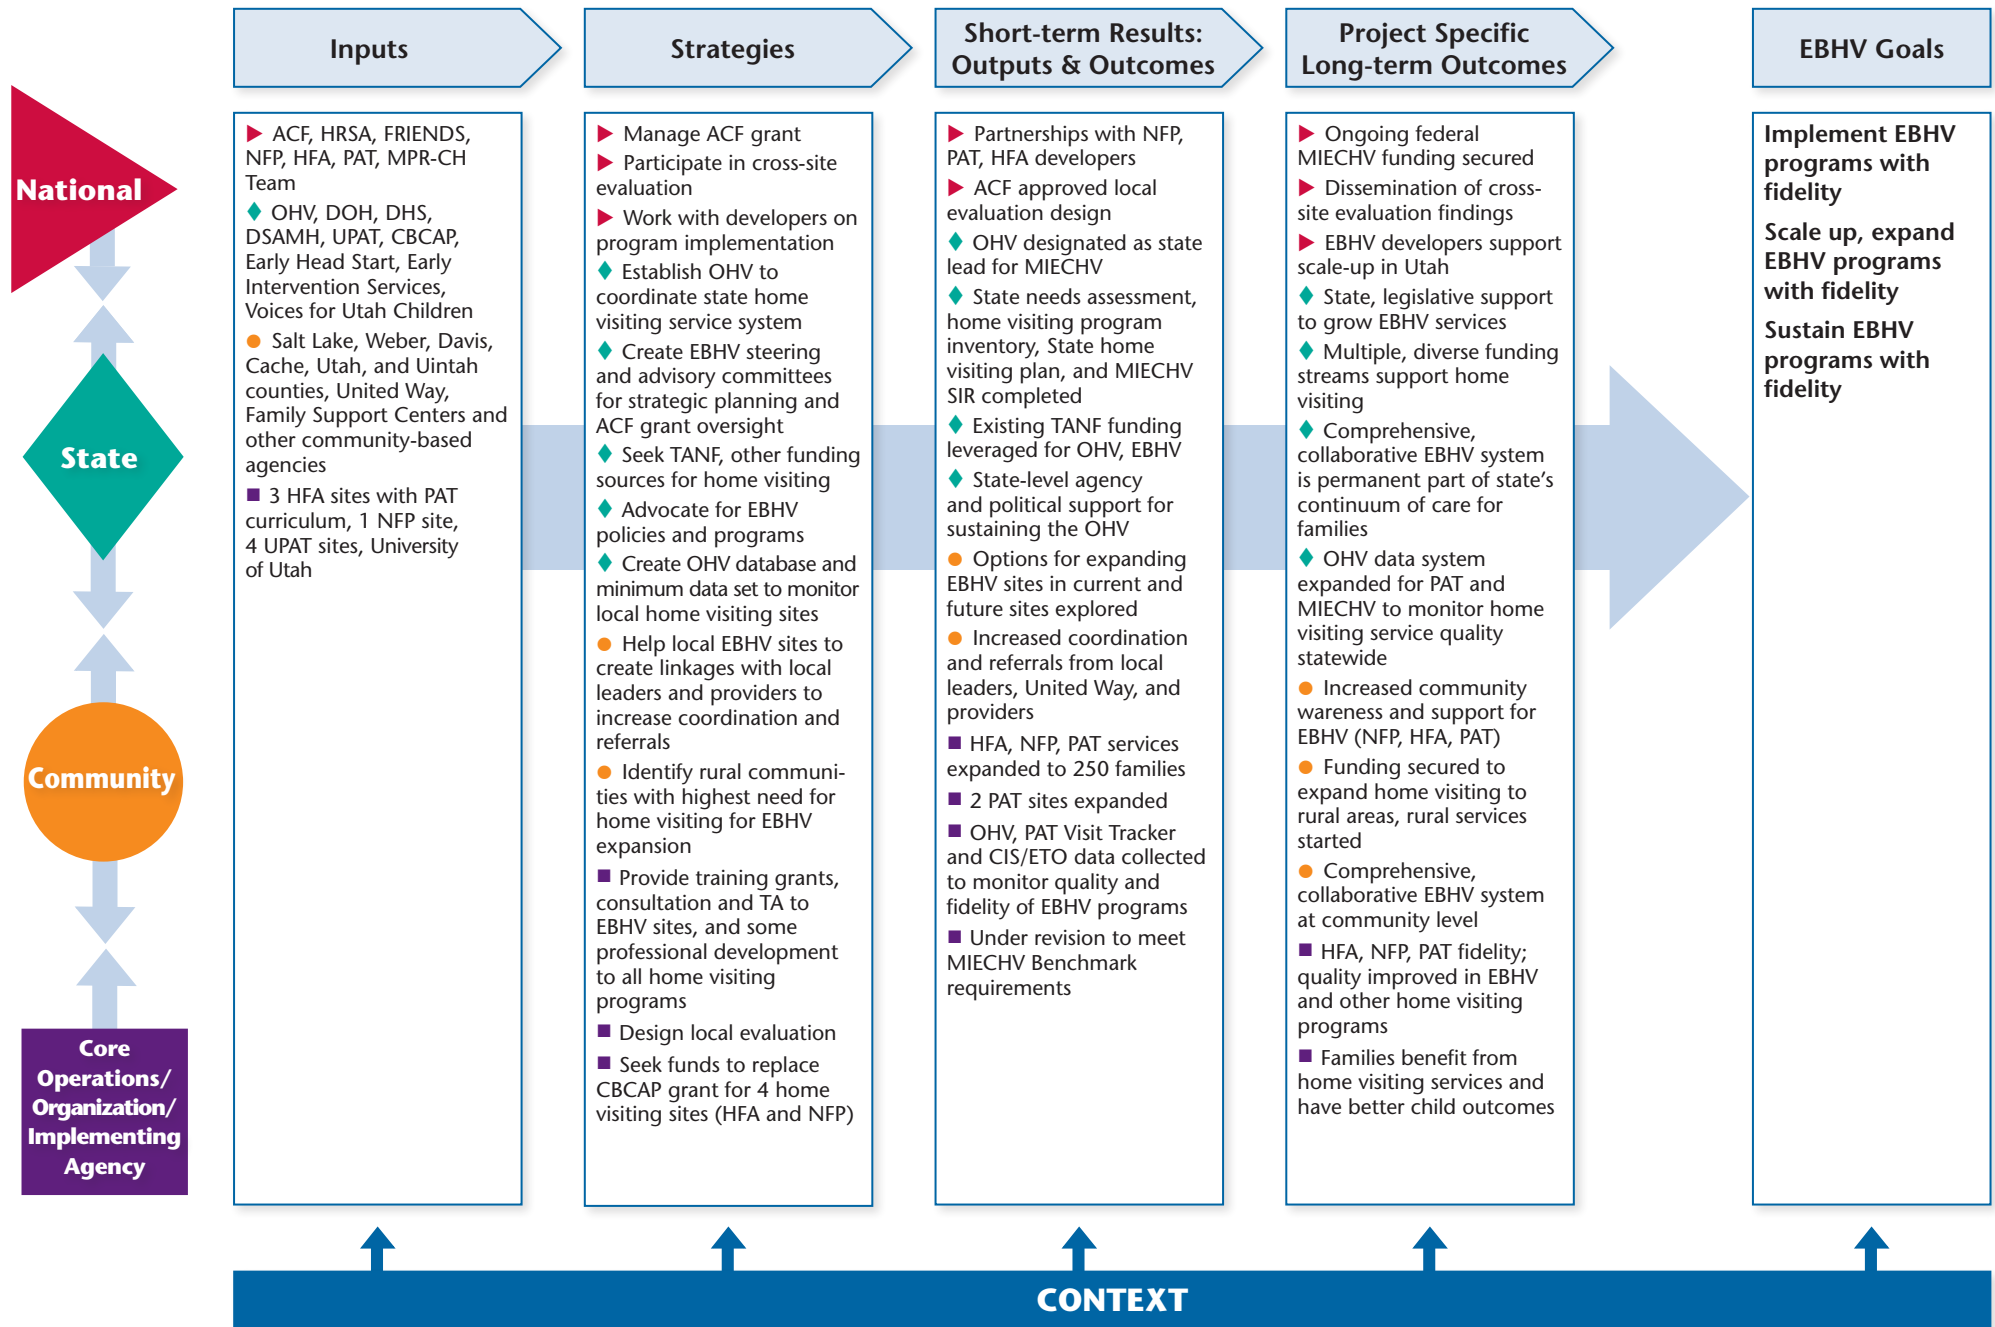 Inputs
Strategies
Short-term Results:
Outputs & Outcomes
Project Specific
Long-term Outcomes
EBHV Goals
National
State
Community
Core
Operations/
Organization/
Implementing
Agency
ACF, HRSA, FRIENDS,
NFP, HFA, PAT, MPR-CH
Team
OHV, DOH, DHS,
DSAMH, UPAT, CBCAP,
Early Head Start, Early
Intervention Services,
Voices for Utah Children
Salt Lake, Weber, Davis,
Cache, Utah, and Uintah
counties, United Way,
Family Support Centers and
other community-based
agencies
3 HFA sites with PAT
curriculum, 1 NFP site,
4 UPAT sites, University
of Utah
Manage ACF grant
Participate in cross-site
evaluation
Work with developers on
program implementation
Establish OHV to
coordinate state home
visiting service system
Create EBHV steering
and advisory committees
for strategic planning and
ACF grant oversight
Seek TANF, other funding
sources for home visiting
Advocate for EBHV
policies and programs
Create OHV database and
minimum data set to monitor
local home visiting sites
Help local EBHV sites to
create linkages with local
leaders and providers to
increase coordination and
referrals
Identify rural communi-
ties with highest need for
home visiting for EBHV
expansion
Provide training grants,
consultation and TA to
EBHV sites, and some
professional development
to all home visiting
programs
Design local evaluation
Seek funds to replace
CBCAP grant for 4 home
visiting sites (HFA and NFP)
Partnerships with NFP,
PAT, HFA developers
ACF approved local
evaluation design
OHV designated as state
lead for MIECHV
State needs assessment,
home visiting program
inventory, State home
visiting plan, and MIECHV
SIR completed
Existing TANF funding
leveraged for OHV, EBHV
State-level agency
and political support for
sustaining the OHV
Options for expanding
EBHV sites in current and
future sites explored
Increased coordination
and referrals from local
leaders, United Way, and
providers
HFA, NFP, PAT services
expanded to 250 families
2 PAT sites expanded
OHV, PAT Visit Tracker
and CIS/ETO data collected
to monitor quality and
fidelity of EBHV programs
Under revision to meet
MIECHV Benchmark
requirements
Ongoing federal
MIECHV funding secured
Dissemination of cross-
site evaluation findings
EBHV developers support
scale-up in Utah
State, legislative support
to grow EBHV services
Multiple, diverse funding
streams support home
visiting
Comprehensive,
collaborative EBHV system
is permanent part of state’s
continuum of care for
families
OHV data system
expanded for PAT and
MIECHV to monitor home
visiting service quality
statewide
Increased community
wareness and support for
EBHV (NFP, HFA, PAT)
Funding secured to
expand home visiting to
rural areas, rural services
started
Comprehensive,
collaborative EBHV system
at community level
HFA, NFP, PAT fidelity;
quality improved in EBHV
and other home visiting
programs
Families benefit from
home visiting services and
have better child outcomes
Implement EBHV
programs with
fidelity
Scale up, expand
EBHV programs
with fidelity
Sustain EBHV
programs with
fidelity
CONTEXT